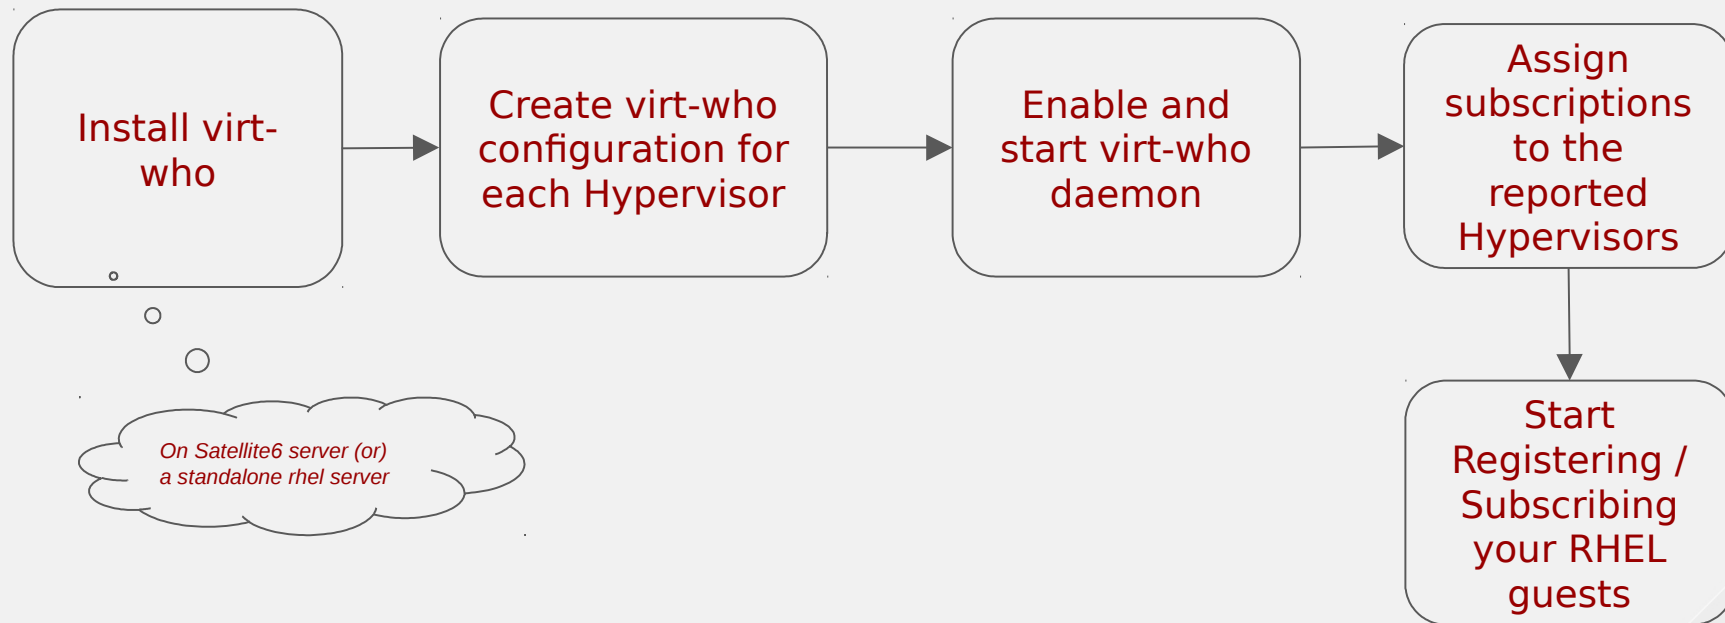 Install virt-
who
Create virt-who
configuration for
each Hypervisor
Enable and
start virt-who
daemon
Assign
subscriptions
to the
reported
Hypervisors
On Satellite6 server (or)
a standalone rhel server
Start
Registering /
Subscribing
your RHEL
guests